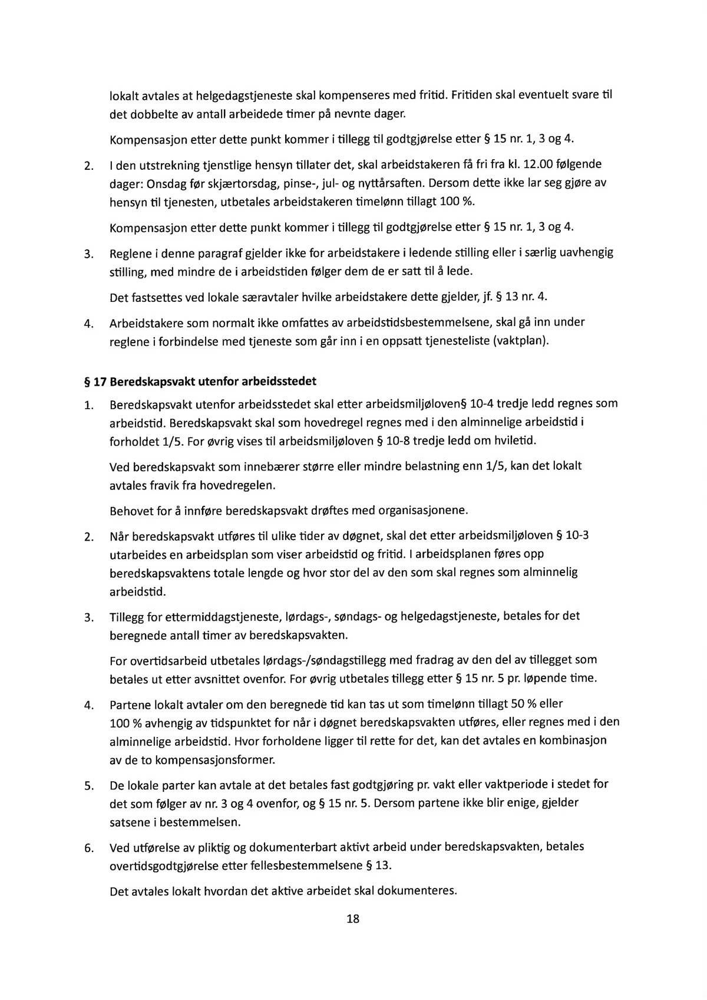 lokalt avtales at helgedagstjeneste skal kompenseres med fritid. Fritiden skal eventuelt svare til
det dobbelte av antall arbeidede timer på nevnte dager.
Kompensasjon etter dette punkt kommer i tillegg til godtgjørelse etter § 15 nr. 1, 3 og 4.
2. I den utstrekning tjenstlige hensyn tillater det, skal arbeidstakeren få fri fra kl. 12.00 følgende
dager: Onsdag før skjærtorsdag, pinse-, jul- og nyttårsaften. Dersom dette ikke lar seg gjøre av
hensyn til tjenesten, utbetales arbeidstakeren timelønn tillagt 100 %.
Kompensasjon etter dette punkt kommer i tillegg til godtgjørelse etter § 15 nr. 1, 3 og 4.
3. Reglene i denne paragraf gjelder ikke for arbeidstakere i ledende stilling eller i særlig uavhengig
stilling, med mindre de i arbeidstiden følger dem de er satt til å lede.
Det fastsettes ved lokale særavtaler hvilke arbeidstakere dette gjelder, jf. § 13 nr. 4.
4. Arbeidstakere som normalt ikke omfattes av arbeidstidsbestemmelsene, skal gå inn under
reglene i forbindelse med tjeneste som går inn i en oppsatt tjenesteliste (vaktplan).
§ 17 Beredskapsvakt utenfor arbeidsstedet
1. Beredskapsvakt utenfor arbeidsstedet skal etter arbeidsmiljøloven§ 10-4 tredje ledd regnes som
arbeidstid. Beredskapsvakt skal som hovedregel regnes med i den alminnelige arbeidstid i
forholdet 1/5. For øvrig vises til arbeidsmiljøloven § 10-8 tredje ledd om hviletid.
Ved beredskapsvakt som innebærer større eller mindre belastning enn 1/5, kan det lokalt
avtales fravik fra hovedregelen.
Behovet for å innføre beredskapsvakt drøftes med organisasjonene.
2. Når beredskapsvakt utføres til ulike tider av døgnet, skal det etter arbeidsmiljøloven § 10-3
utarbeides en arbeidsplan som viser arbeidstid og fritid. I arbeidsplanen føres opp
beredskapsvaktens totale lengde og hvor stor del av den som skal regnes som alminnelig
arbeidstid.
3. Tillegg for ettermiddagstjeneste, lørdags-, søndags- og helgedagstjeneste, betales for det
beregnede antall timer av beredskapsvakten.
For overtidsarbeid utbetales lørdags-/søndagstillegg med fradrag av den del av tillegget som
betales ut etter avsnittet ovenfor. For øvrig utbetales tillegg etter § 15 nr. 5 pr. løpende time.
4. Partene lokalt avtaler om den beregnede tid kan tas ut som timelønn tillagt 50 % eller
100 % avhengig av tidspunktet for når i døgnet beredskapsvakten utføres, eller regnes med i den
alminnelige arbeidstid. Hvor forholdene ligger til rette for det, kan det avtales en kombinasjon
av de to kompensasjonsformer.
5. De lokale parter kan avtale at det betales fast godtgjøring pr. vakt eller vaktperiode i stedet for
det som følger av nr. 3 og 4 ovenfor, og § 15 nr. 5. Dersom partene ikke blir enige, gjelder
satsene i bestemmelsen.
6. Ved utførelse av pliktig og dokumenterbart aktivt arbeid under beredskapsvakten, betales
overtidsgodtgjørelse etter fellesbestemmelsene § 13.
Det avtales lokalt hvordan det aktive arbeidet skal dokumenteres.
18